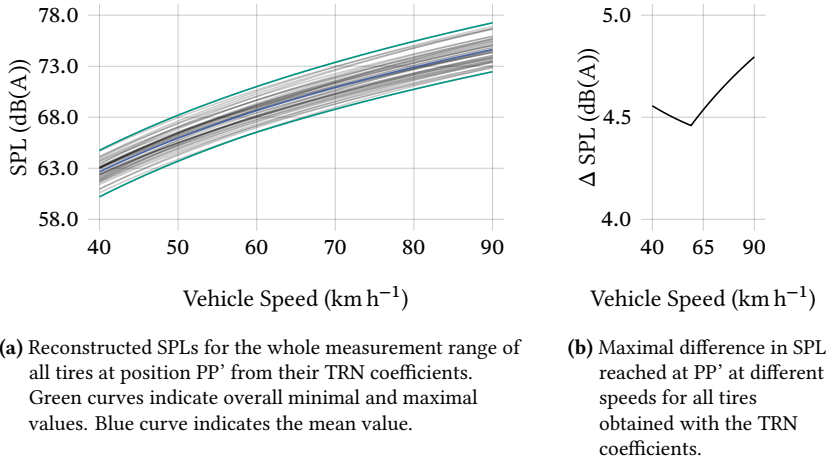 78.0
73.0
68.0
63.0
58.0
SPL (dB(A))
40 50 60 70 80 90
Vehicle Speed (km h⁻¹)
5.0
4.5
4.0
Δ SPL (dB(A))
40 65 90
Vehicle Speed (km h⁻¹)
(a) Reconstructed SPLs for the whole measurement range of
all tires at position PP’ from their TRN coefficients.
Green curves indicate overall minimal and maximal
values. Blue curve indicates the mean value.
(b) Maximal difference in SPL
reached at PP’ at different
speeds for all tires
obtained with the TRN
coefficients.